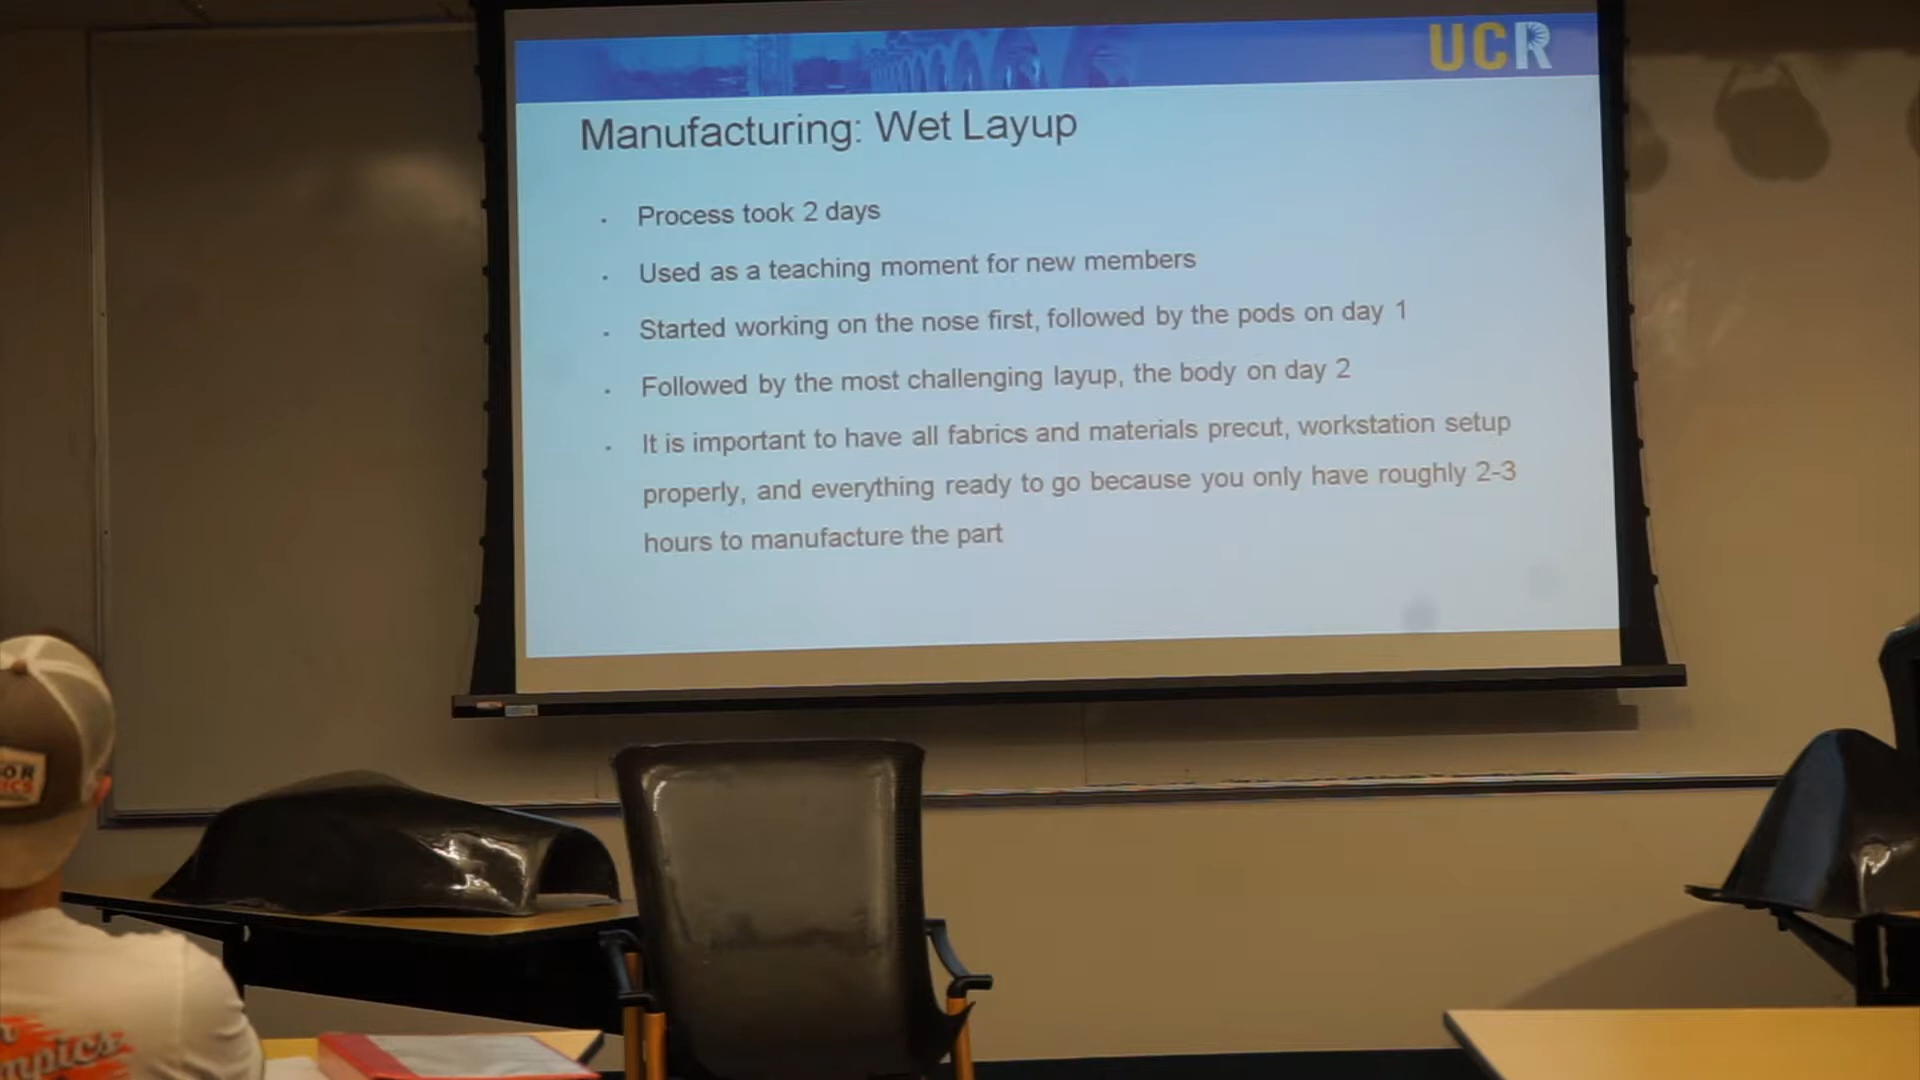 UCR
Manufacturing: Wet Layup
· Process took 2 days
· Used as a teaching moment for new members
· Started working on the nose first, followed by the pods on day 1
· Followed by the most challenging layup, the body on day 2
· It is important to have all fabrics and materials precut, workstation setup
properly, and everything ready to go because you only have roughly 2-3
hours to manufacture the part